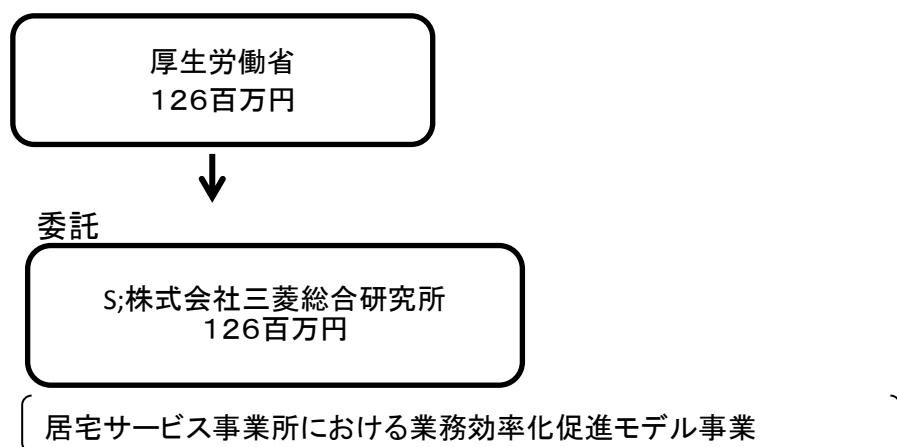 厚生労働省
126百万円
委託
S;株式会社三菱総合研究所
126百万円
居宅サービス事業所における業務効率化促進モデル事業